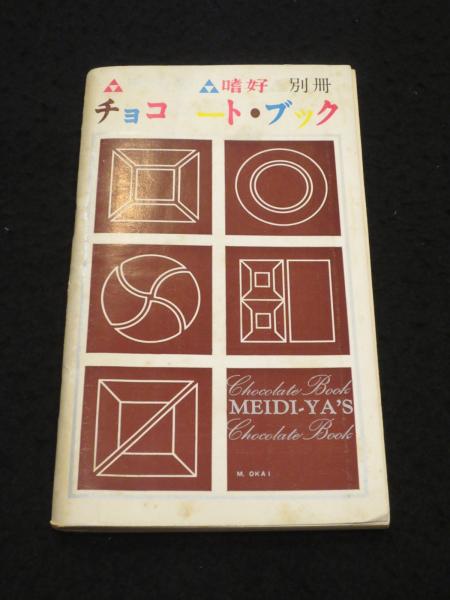 嗜好 別冊
チョコ ート・ブック
Chocolate Book
MEIDI-YA'S
Chocolate Book
M. OKAI